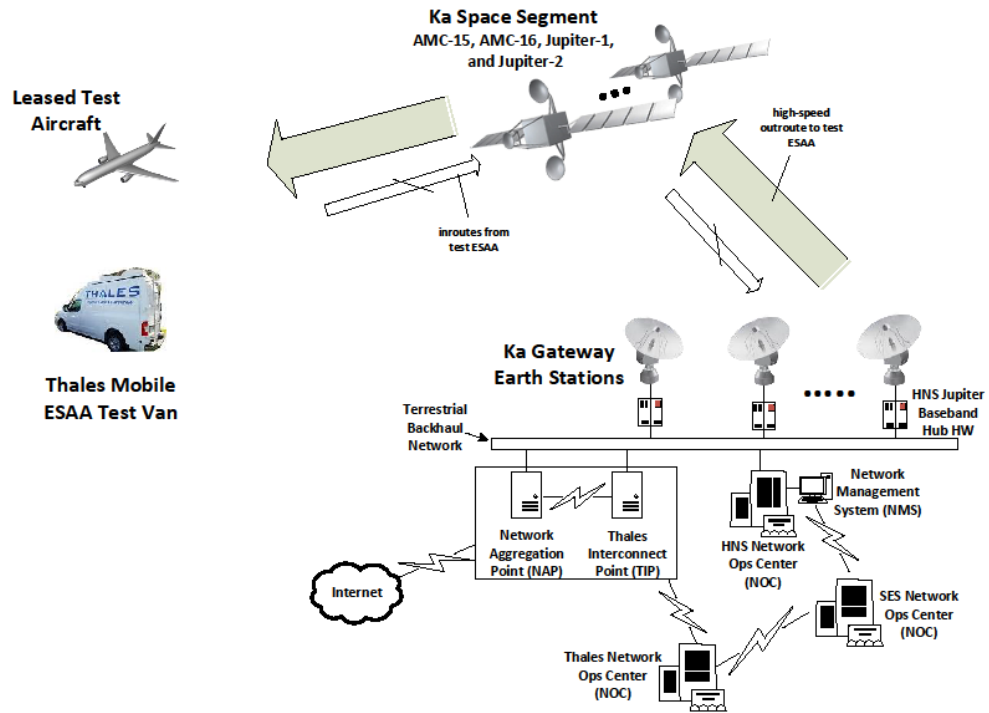 Ka Space Segment
AMC-15, AMC-16, Jupiter-1,
and Jupiter-2
Leased Test
Aircraft
high-speed
outroute to test
ESAA
inroutes from
test ESAA
THALES
Thales Mobile
ESAA Test Van
Ka Gateway
Earth Stations
HNS Jupiter
Baseband
Hub HW
Terrestrial
Backhaul
Network
Network
Aggregation
Point (NAP)
Thales
Interconnect
Point (TIP)
Network
Management
System (NMS)
HNS Network
Ops Center
(NOC)
Internet
SES Network
Ops Center
(NOC)
Thales Network
Ops Center
(NOC)